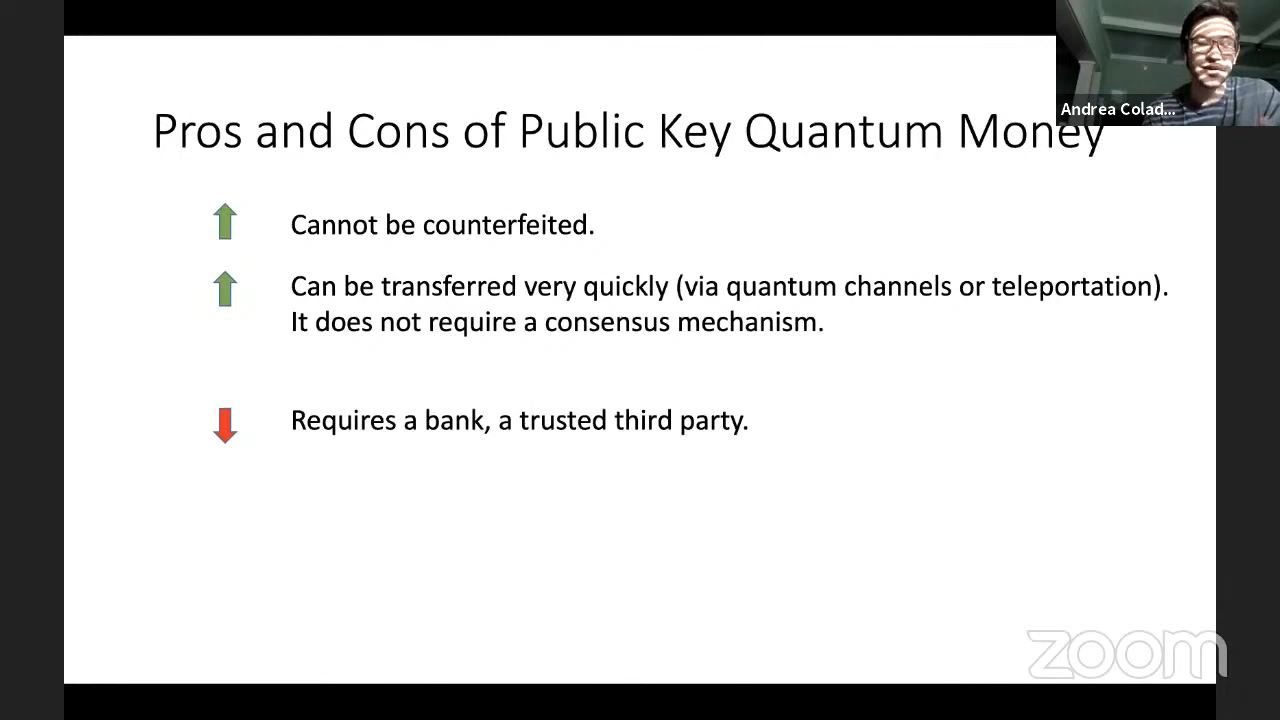 Pros and Cons of Public Key Quantum Money
Andrea Colad...
Cannot be counterfeited.
Can be transferred very quickly (via quantum channels or teleportation).
It does not require a consensus mechanism.
Requires a bank, a trusted third party.
zoom